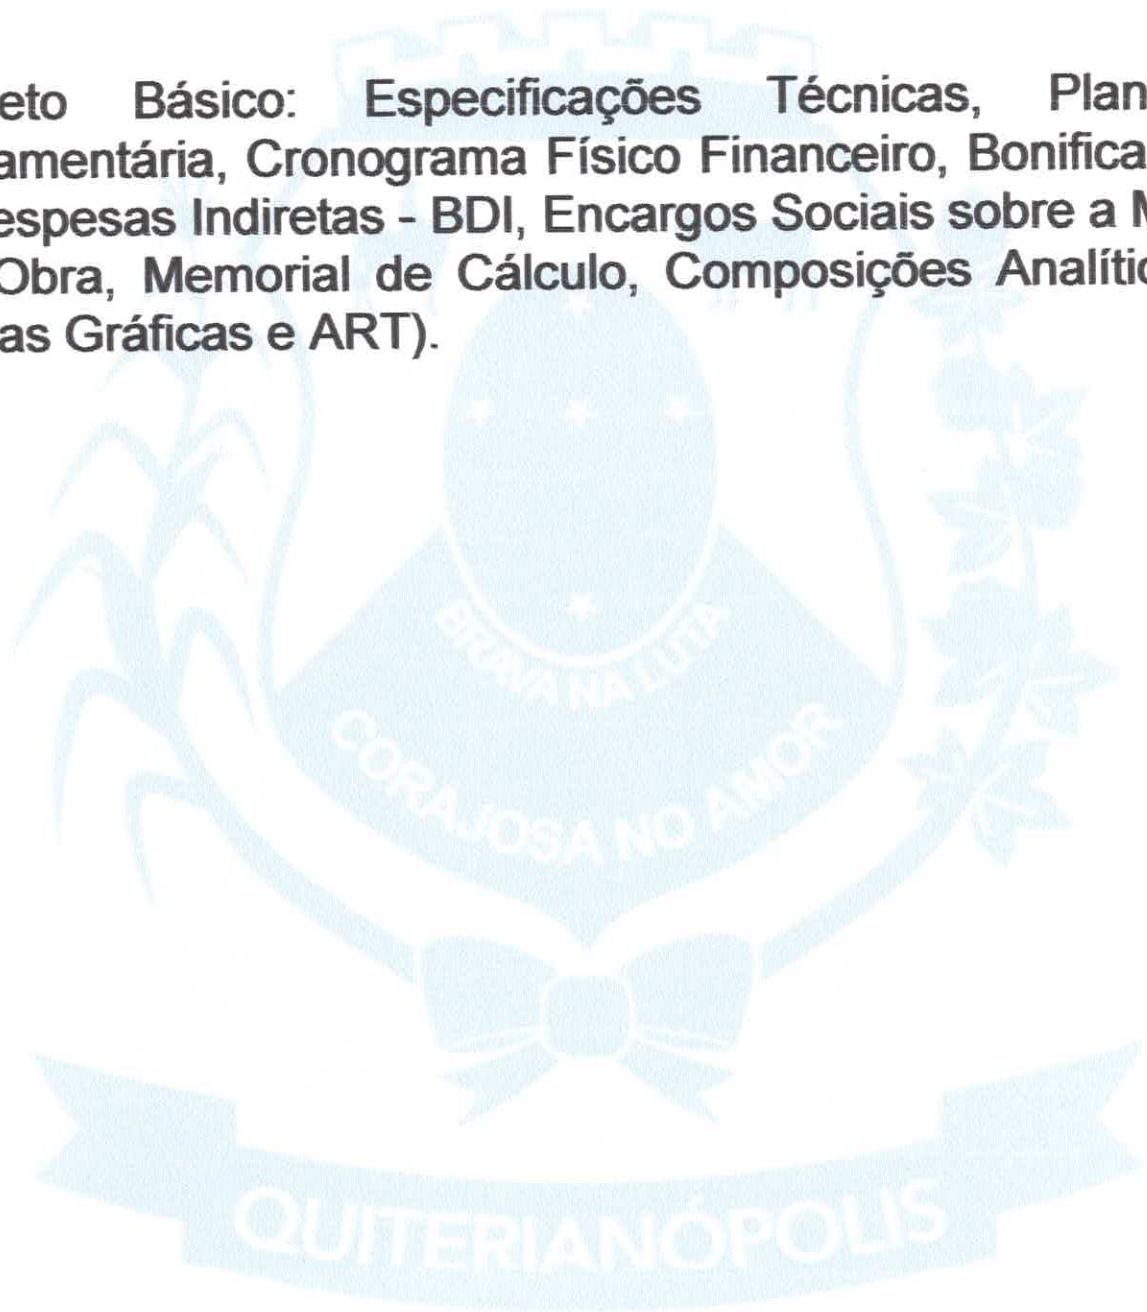 eto Básico: Especificações Técnicas, Plan
amentária, Cronograma Físico Financeiro, Bonifica
espesas Indiretas - BDI, Encargos Sociais sobre a M
Obra, Memorial de Cálculo, Composições Analític
as Gráficas e ART).
BRAVA NA LUTA
CORAJOSA NO AMOR
QUITERIANÓPOLIS